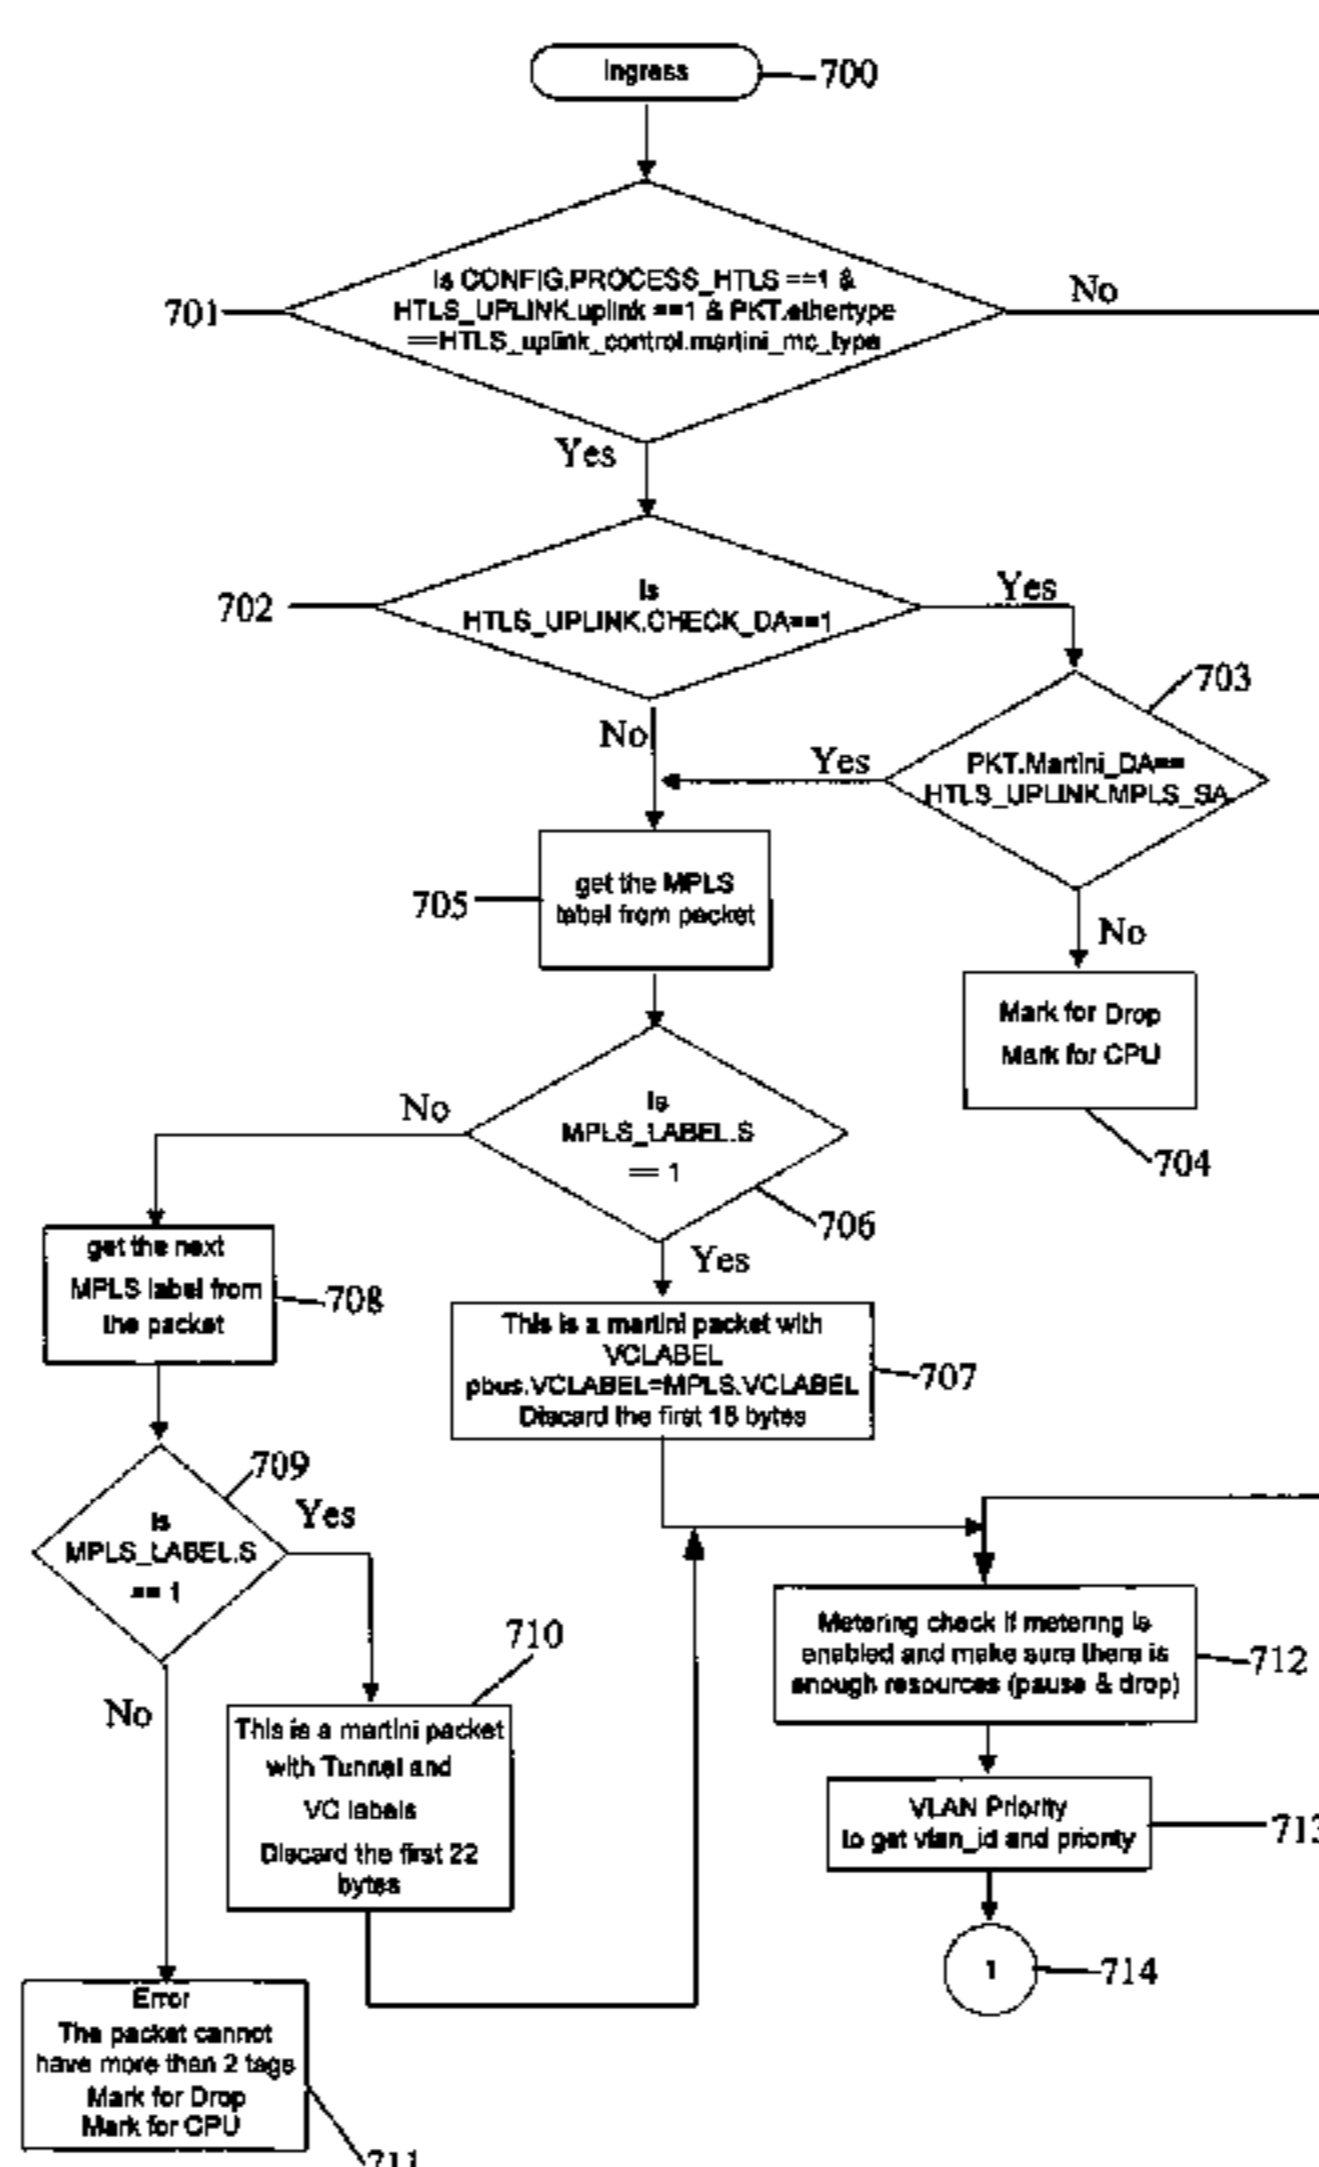 Ingress
700
Is CONFIG.PROCESS_HTLS ==1 &
HTLS_UPLINK.uplink ==1 & PKT.ethertype
==HTLS_uplink_control.martini_mc_type
701
No
Yes
Is
HTLS_UPLINK.CHECK_DA==1
702
Yes
703
No
Yes
PKT.Martini_DA==
HTLS_UPLINK.MPLS_SA
get the MPLS
label from packet
705
No
Mark for Drop
Mark for CPU
704
No
Is
MPLS_LABEL.S
== 1
706
Yes
get the next
MPLS label from
the packet
708
This is a martini packet with
VCLABEL
pbus.VCLABEL=MPLS.VCLABEL
Discard the first 18 bytes
707
709
Yes
Is
MPLS_LABEL.S
== 1
710
Metering check if metering is
enabled and make sure there is
enough resources (pause & drop)
712
No
This is a martini packet
with Tunnel and
VC labels
Discard the first 22
bytes
VLAN Priority
to get vlan_id and priority
713
1
714
Error
The packet cannot
have more than 2 tags
Mark for Drop
Mark for CPU
711